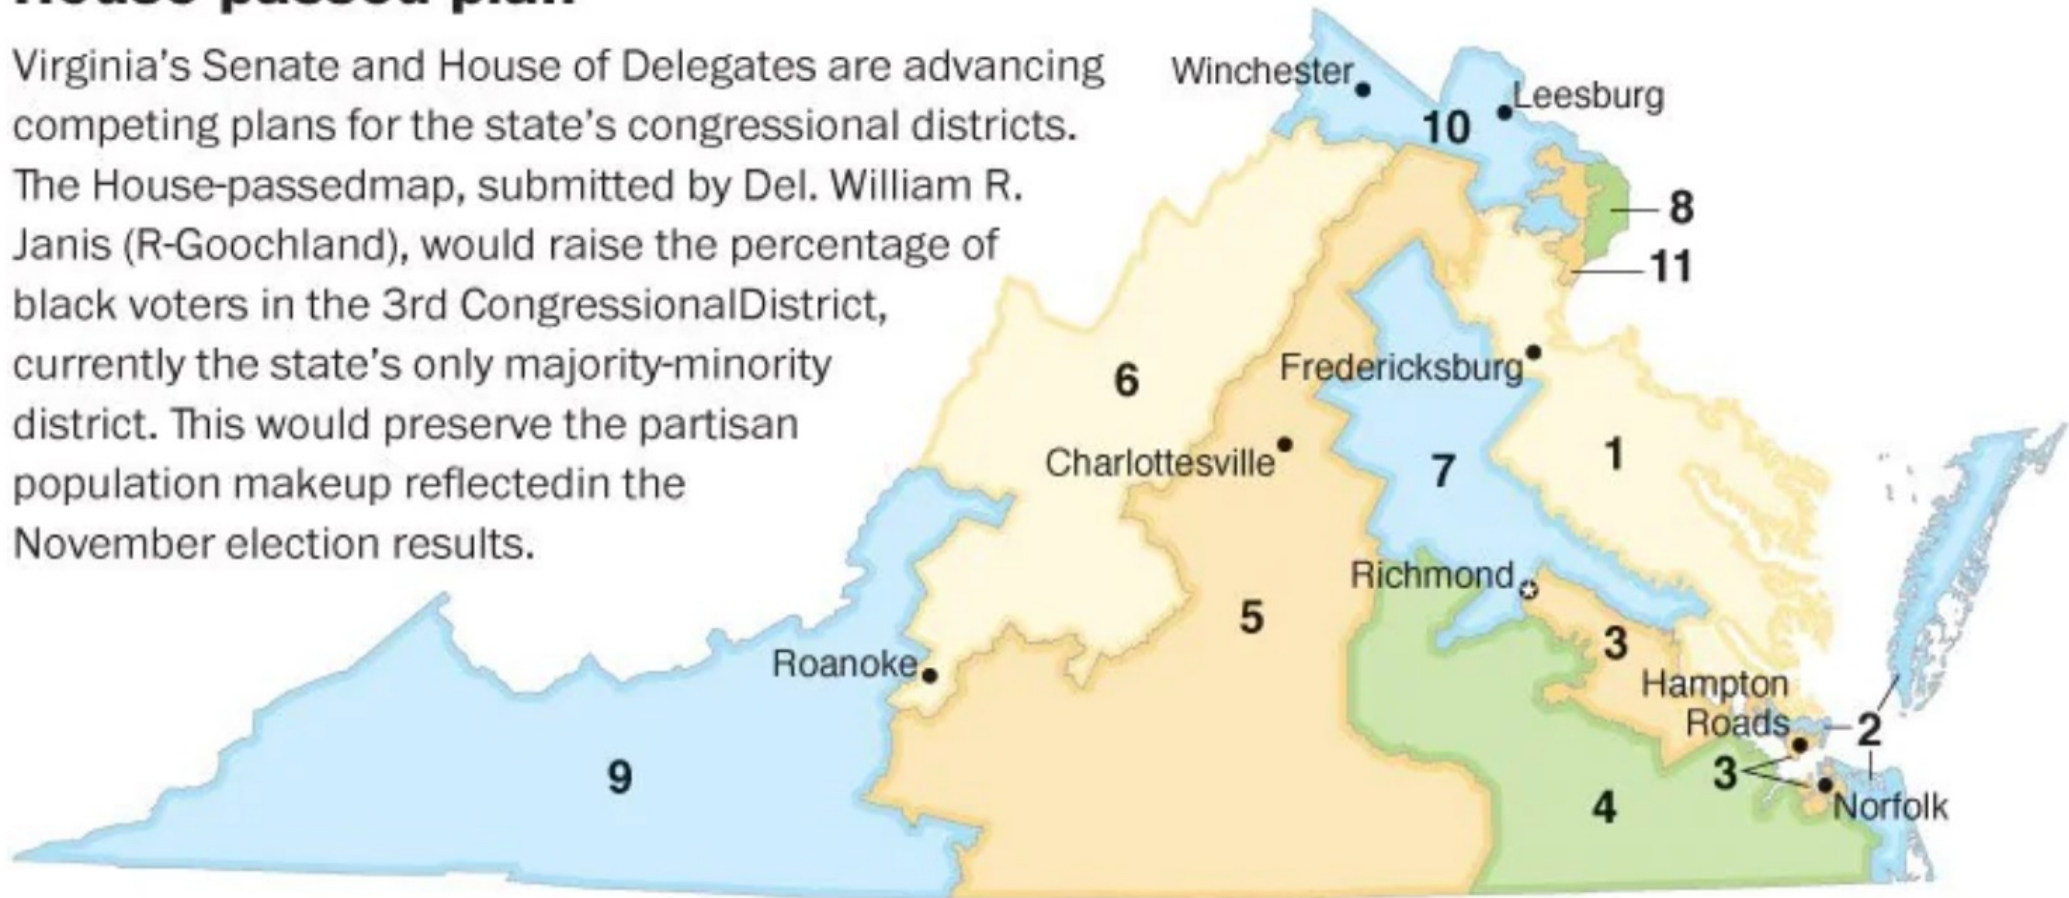 House-passed plan
Virginia's Senate and House of Delegates are advancing
competing plans for the state's congressional districts.
The House-passedmap, submitted by Del. William R.
Janis (R-Goochland), would raise the percentage of
black voters in the 3rd CongressionalDistrict,
currently the state's only majority-minority
district. This would preserve the partisan
population makeup reflectedin the
November election results.
Winchester
Leesburg
10
8
11
6
Fredericksburg
Charlottesville
7
1
Richmond
5
3
Roanoke
Hampton
Roads
2
9
3
4
Norfolk